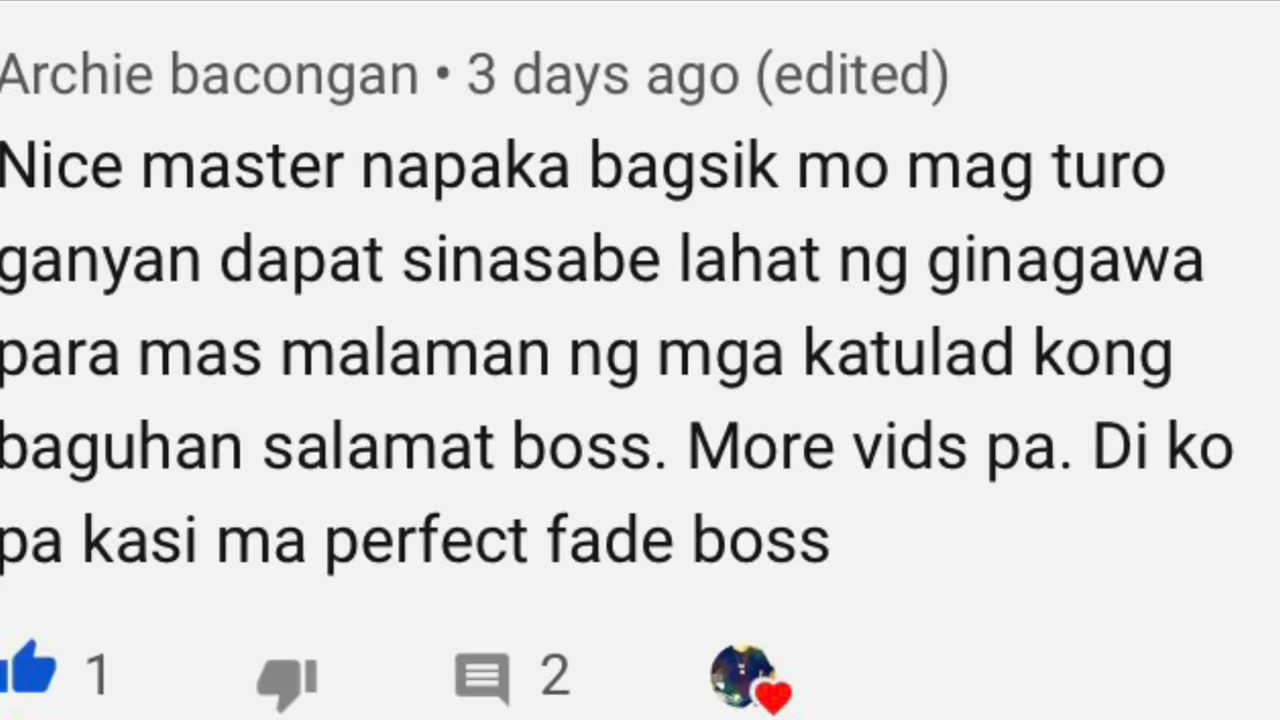 Archie bacongan • 3 days ago (edited)
Nice master napaka bagsik mo mag turo
ganyan dapat sinasabe lahat ng ginagawa
para mas malaman ng mga katulad kong
baguhan salamat boss. More vids pa. Di ko
pa kasi ma perfect fade boss
1 2